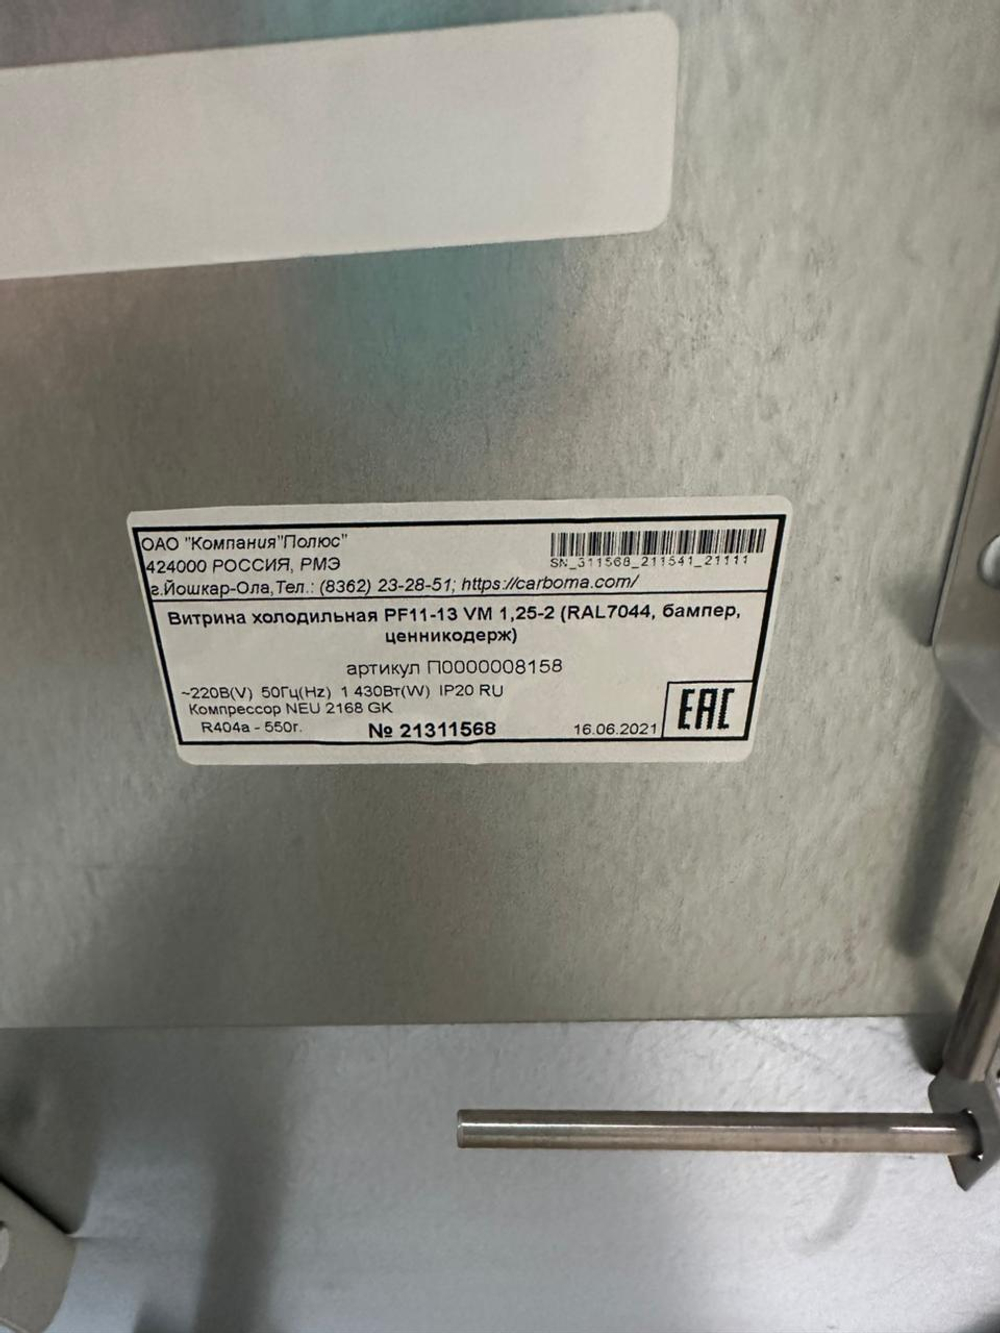 ОАО "Компания"Полюс"
424000 РОССИЯ, РМЭ
г.Йошкар-Ола,Тел.: (8362) 23-28-51; https://carboma.com/
SN_311568_211541_21111
Витрина холодильная PF11-13 VM 1,25-2 (RAL7044, бампер,
ценникодерж)
артикул П0000008158
~220В(V) 50Гц(Hz) 1 430Вт(W) IP20 RU
Компрессор NEU 2168 GK
R404a - 550г.
№ 21311568
16.06.2021
EAC